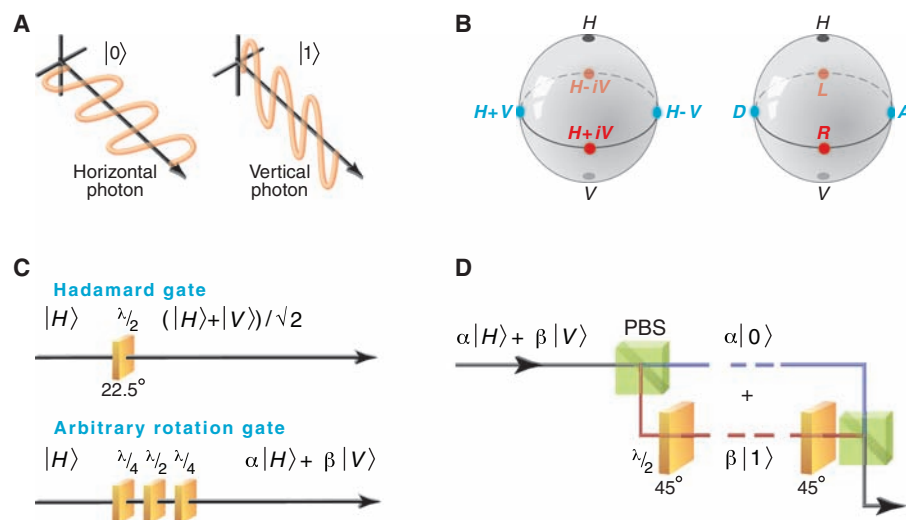 A
|0⟩
|1⟩
Horizontal
photon
Vertical
photon
B
H
H
H-iV
L
H+V
H-V
D
A
H+iV
R
V
V
C
Hadamard gate
|H⟩ λ/2 (|H⟩+|V⟩)/√2
22.5°
Arbitrary rotation gate
|H⟩ λ/4 λ/2 λ/4 α|H⟩+ β|V⟩
D
α|H⟩+ β|V⟩
PBS
α|0⟩
+
λ/2
β|1⟩
45°
45°